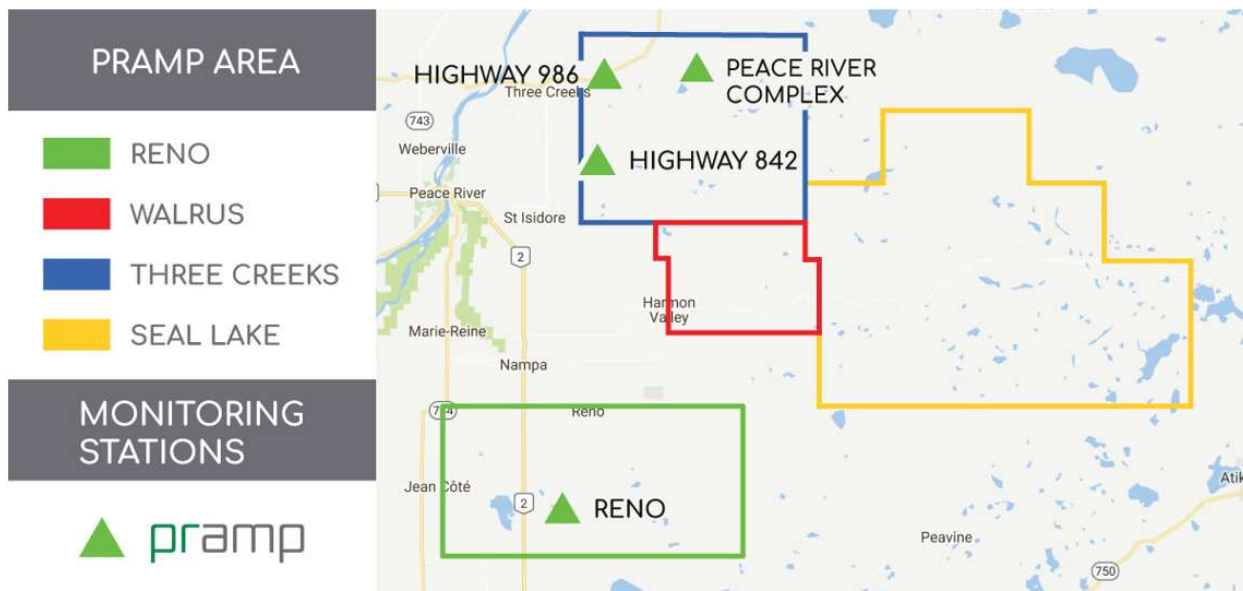 PRAMP AREA
RENO
WALRUS
THREE CREEKS
SEAL LAKE
MONITORING
STATIONS
pramp
HIGHWAY 986
Three Creeks
PEACE RIVER
COMPLEX
743
Weberville
HIGHWAY 842
Peace River
St Isidore
2
Harmon
Valley
Marie-Reine
Nampa
744
Reno
Jean Côté
2
RENO
Atik
Peavine
750